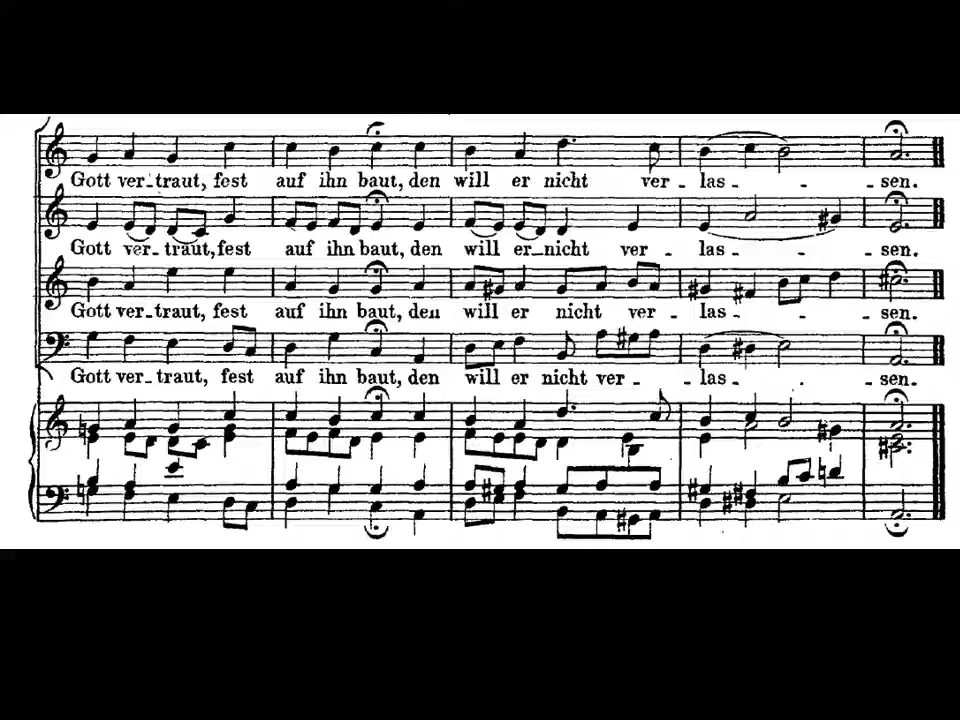 Gott ver-traut, fest auf ihn baut, den will er nicht ver-las-sen.
Gott ver-traut, fest auf ihn baut, den will er nicht ver-las-sen.
Gott ver-traut, fest auf ihn baut, den will er nicht ver-las-sen.
Gott ver-traut, fest auf ihn baut, den will er nicht ver-las-sen.